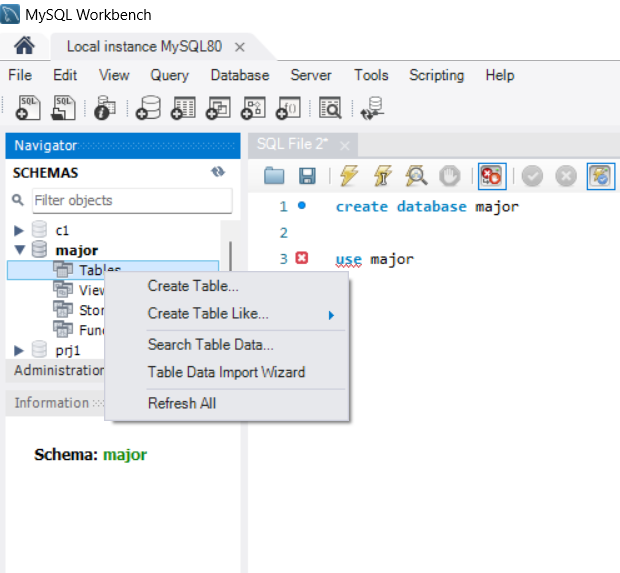 MySQL Workbench
Local instance MySQL80
File Edit View Query Database Server Tools Scripting Help
Navigator
SCHEMAS
Filter objects
c1
major
Tables
View
Stor
Func
prj1
Administration
Information
Schema: major
SQL File 2*
1 create database major
2
3 use major
Create Table...
Create Table Like...
Search Table Data...
Table Data Import Wizard
Refresh All